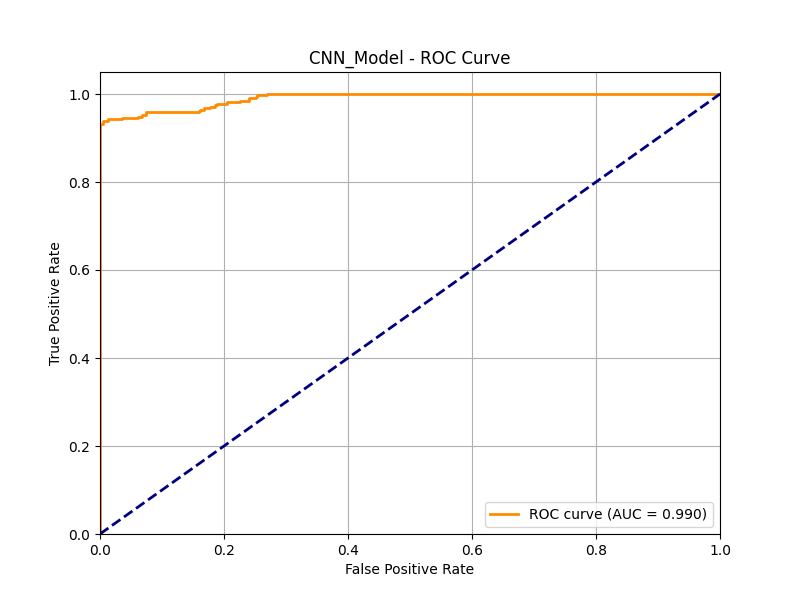 CNN_Model - ROC Curve
1.0
0.8
0.6
0.4
0.2
0.0
True Positive Rate
ROC curve (AUC = 0.990)
0.0 0.2 0.4 0.6 0.8 1.0
False Positive Rate